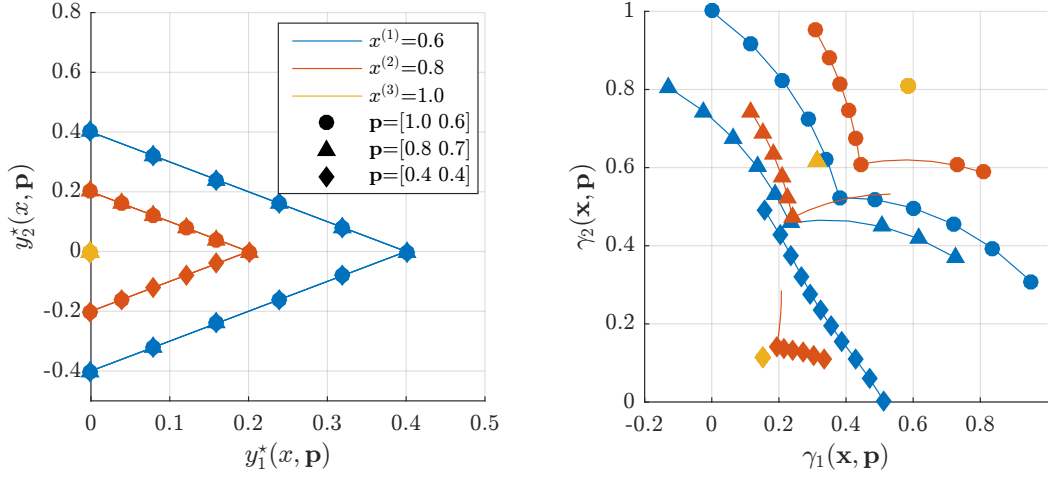 0.8
0.6
0.4
0.2
0
-0.2
-0.4
0
0.1
0.2
0.3
0.4
0.5
y₁⋆(x, p)
y₂⋆(x, p)
x⁽¹⁾=0.6
x⁽²⁾=0.8
x⁽³⁾=1.0
p=[1.0 0.6]
p=[0.8 0.7]
p=[0.4 0.4]
1
0.8
0.6
0.4
0.2
0
-0.2
0
0.2
0.4
0.6
0.8
γ₁(x, p)
γ₂(x, p)